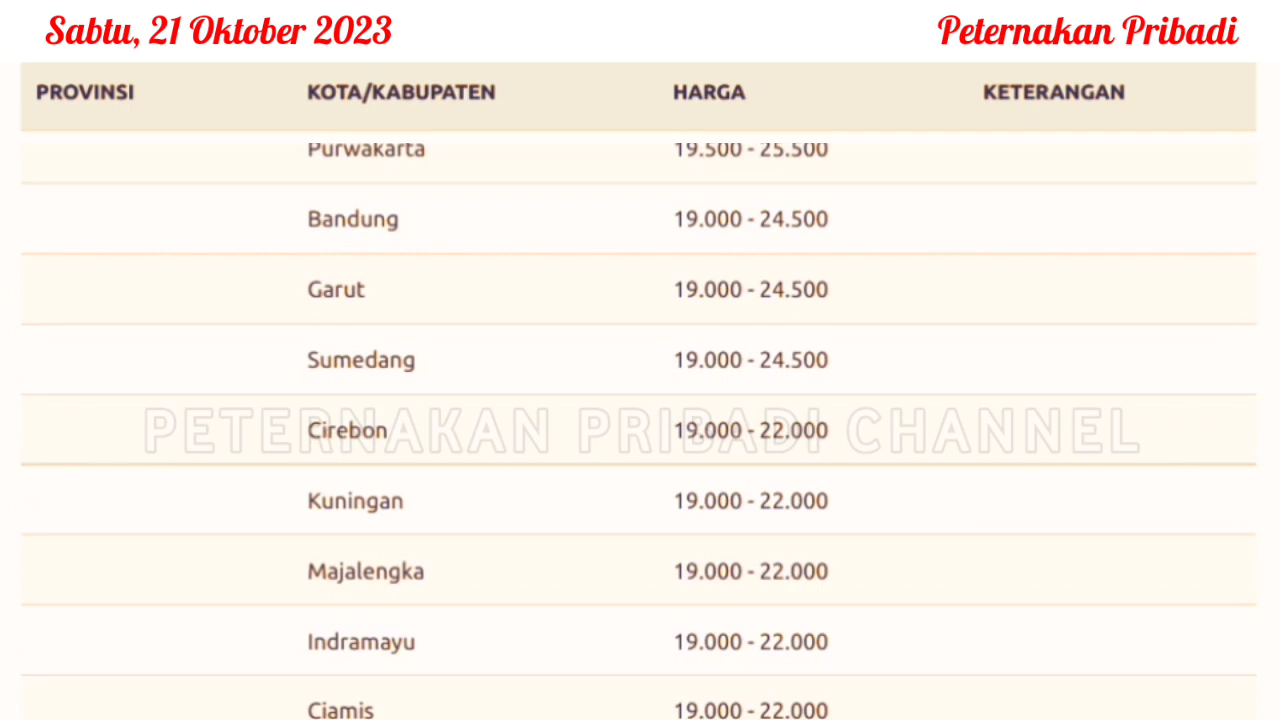 Sabtu, 21 Oktober 2023 Peternakan Pribadi
PROVINSI KOTA/KABUPATEN HARGA KETERANGAN
Purwakarta 19.500 - 25.500
Bandung 19.000 - 24.500
Garut 19.000 - 24.500
Sumedang 19.000 - 24.500
Cirebon 19.000 - 22.000
PETERNAKAN PRIBADI CHANNEL
Kuningan 19.000 - 22.000
Majalengka 19.000 - 22.000
Indramayu 19.000 - 22.000
Ciamis 19.000 - 22.000